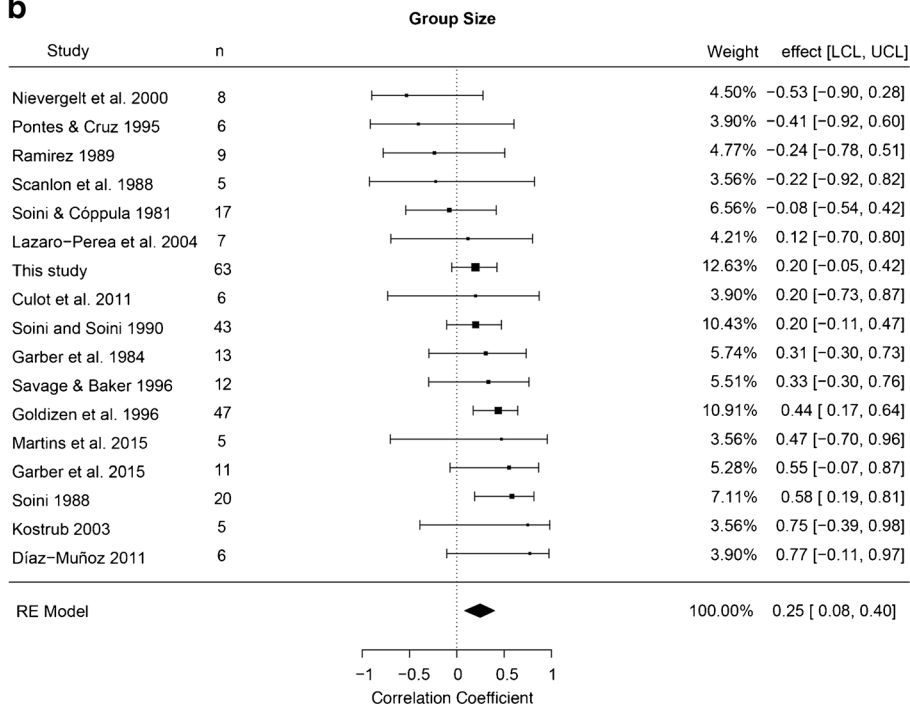 b
Group Size
Study n Weight effect [LCL, UCL]
Nievergelt et al. 2000 8 4.50% −0.53 [−0.90, 0.28]
Pontes & Cruz 1995 6 3.90% −0.41 [−0.92, 0.60]
Ramirez 1989 9 4.77% −0.24 [−0.78, 0.51]
Scanlon et al. 1988 5 3.56% −0.22 [−0.92, 0.82]
Soini & Cóppula 1981 17 6.56% −0.08 [−0.54, 0.42]
Lazaro−Perea et al. 2004 7 4.21% 0.12 [−0.70, 0.80]
This study 63 12.63% 0.20 [−0.05, 0.42]
Culot et al. 2011 6 3.90% 0.20 [−0.73, 0.87]
Soini and Soini 1990 43 10.43% 0.20 [−0.11, 0.47]
Garber et al. 1984 13 5.74% 0.31 [−0.30, 0.73]
Savage & Baker 1996 12 5.51% 0.33 [−0.30, 0.76]
Goldizen et al. 1996 47 10.91% 0.44 [ 0.17, 0.64]
Martins et al. 2015 5 3.56% 0.47 [−0.70, 0.96]
Garber et al. 2015 11 5.28% 0.55 [−0.07, 0.87]
Soini 1988 20 7.11% 0.58 [ 0.19, 0.81]
Kostrub 2003 5 3.56% 0.75 [−0.39, 0.98]
Díaz−Muñoz 2011 6 3.90% 0.77 [−0.11, 0.97]
RE Model 100.00% 0.25 [ 0.08, 0.40]
−1 −0.5 0 0.5 1
Correlation Coefficient